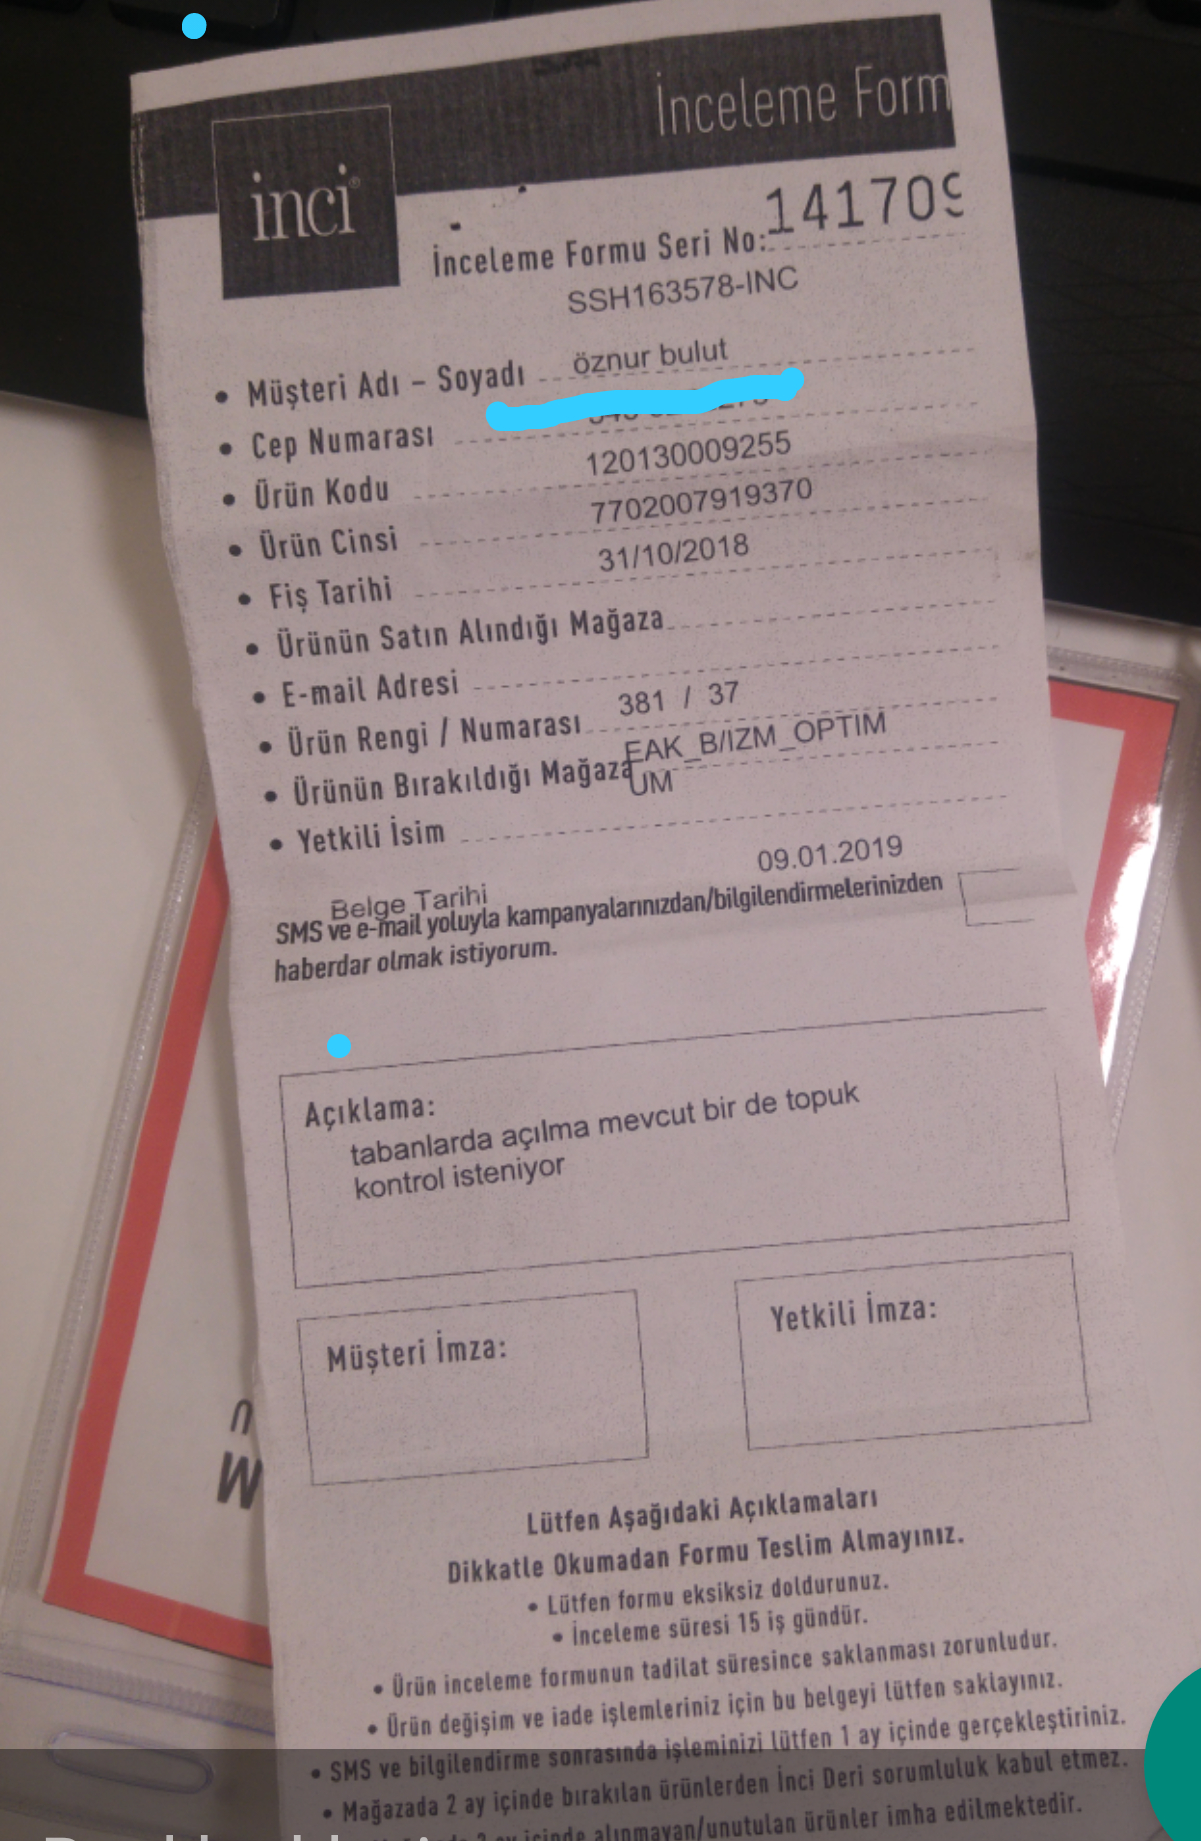 İnceleme Form
inci
İnceleme Formu Seri No: 141709
SSH163578-INC
• Müşteri Adı – Soyadı öznur bulut
• Cep Numarası
• Ürün Kodu 120130009255
• Ürün Cinsi 7702007919370
• Fiş Tarihi 31/10/2018
• Ürünün Satın Alındığı Mağaza
• E-mail Adresi
• Ürün Rengi / Numarası 381 / 37
• Ürünün Bırakıldığı Mağaza EAK_B/IZM_OPTIM
UM
• Yetkili İsim
Belge Tarihi 09.01.2019
SMS ve e-mail yoluyla kampanyalarınızdan/bilgilendirmelerinizden
haberdar olmak istiyorum.
Açıklama:
tabanlarda açılma mevcut bir de topuk
kontrol isteniyor
Müşteri İmza:
Yetkili İmza:
Lütfen Aşağıdaki Açıklamaları
Dikkatle Okumadan Formu Teslim Almayınız.
• Lütfen formu eksiksiz doldurunuz.
• İnceleme süresi 15 iş gündür.
• Ürün inceleme formunun tadilat süresince saklanması zorunludur.
• Ürün değişim ve iade işlemleriniz için bu belgeyi lütfen saklayınız.
• SMS ve bilgilendirme sonrasında işleminizi lütfen 1 ay içinde gerçekleştiriniz.
• Mağazada 2 ay içinde bırakılan ürünlerden İnci Deri sorumluluk kabul etmez.
ay içinde alınmayan/unutulan ürünler imha edilmektedir.